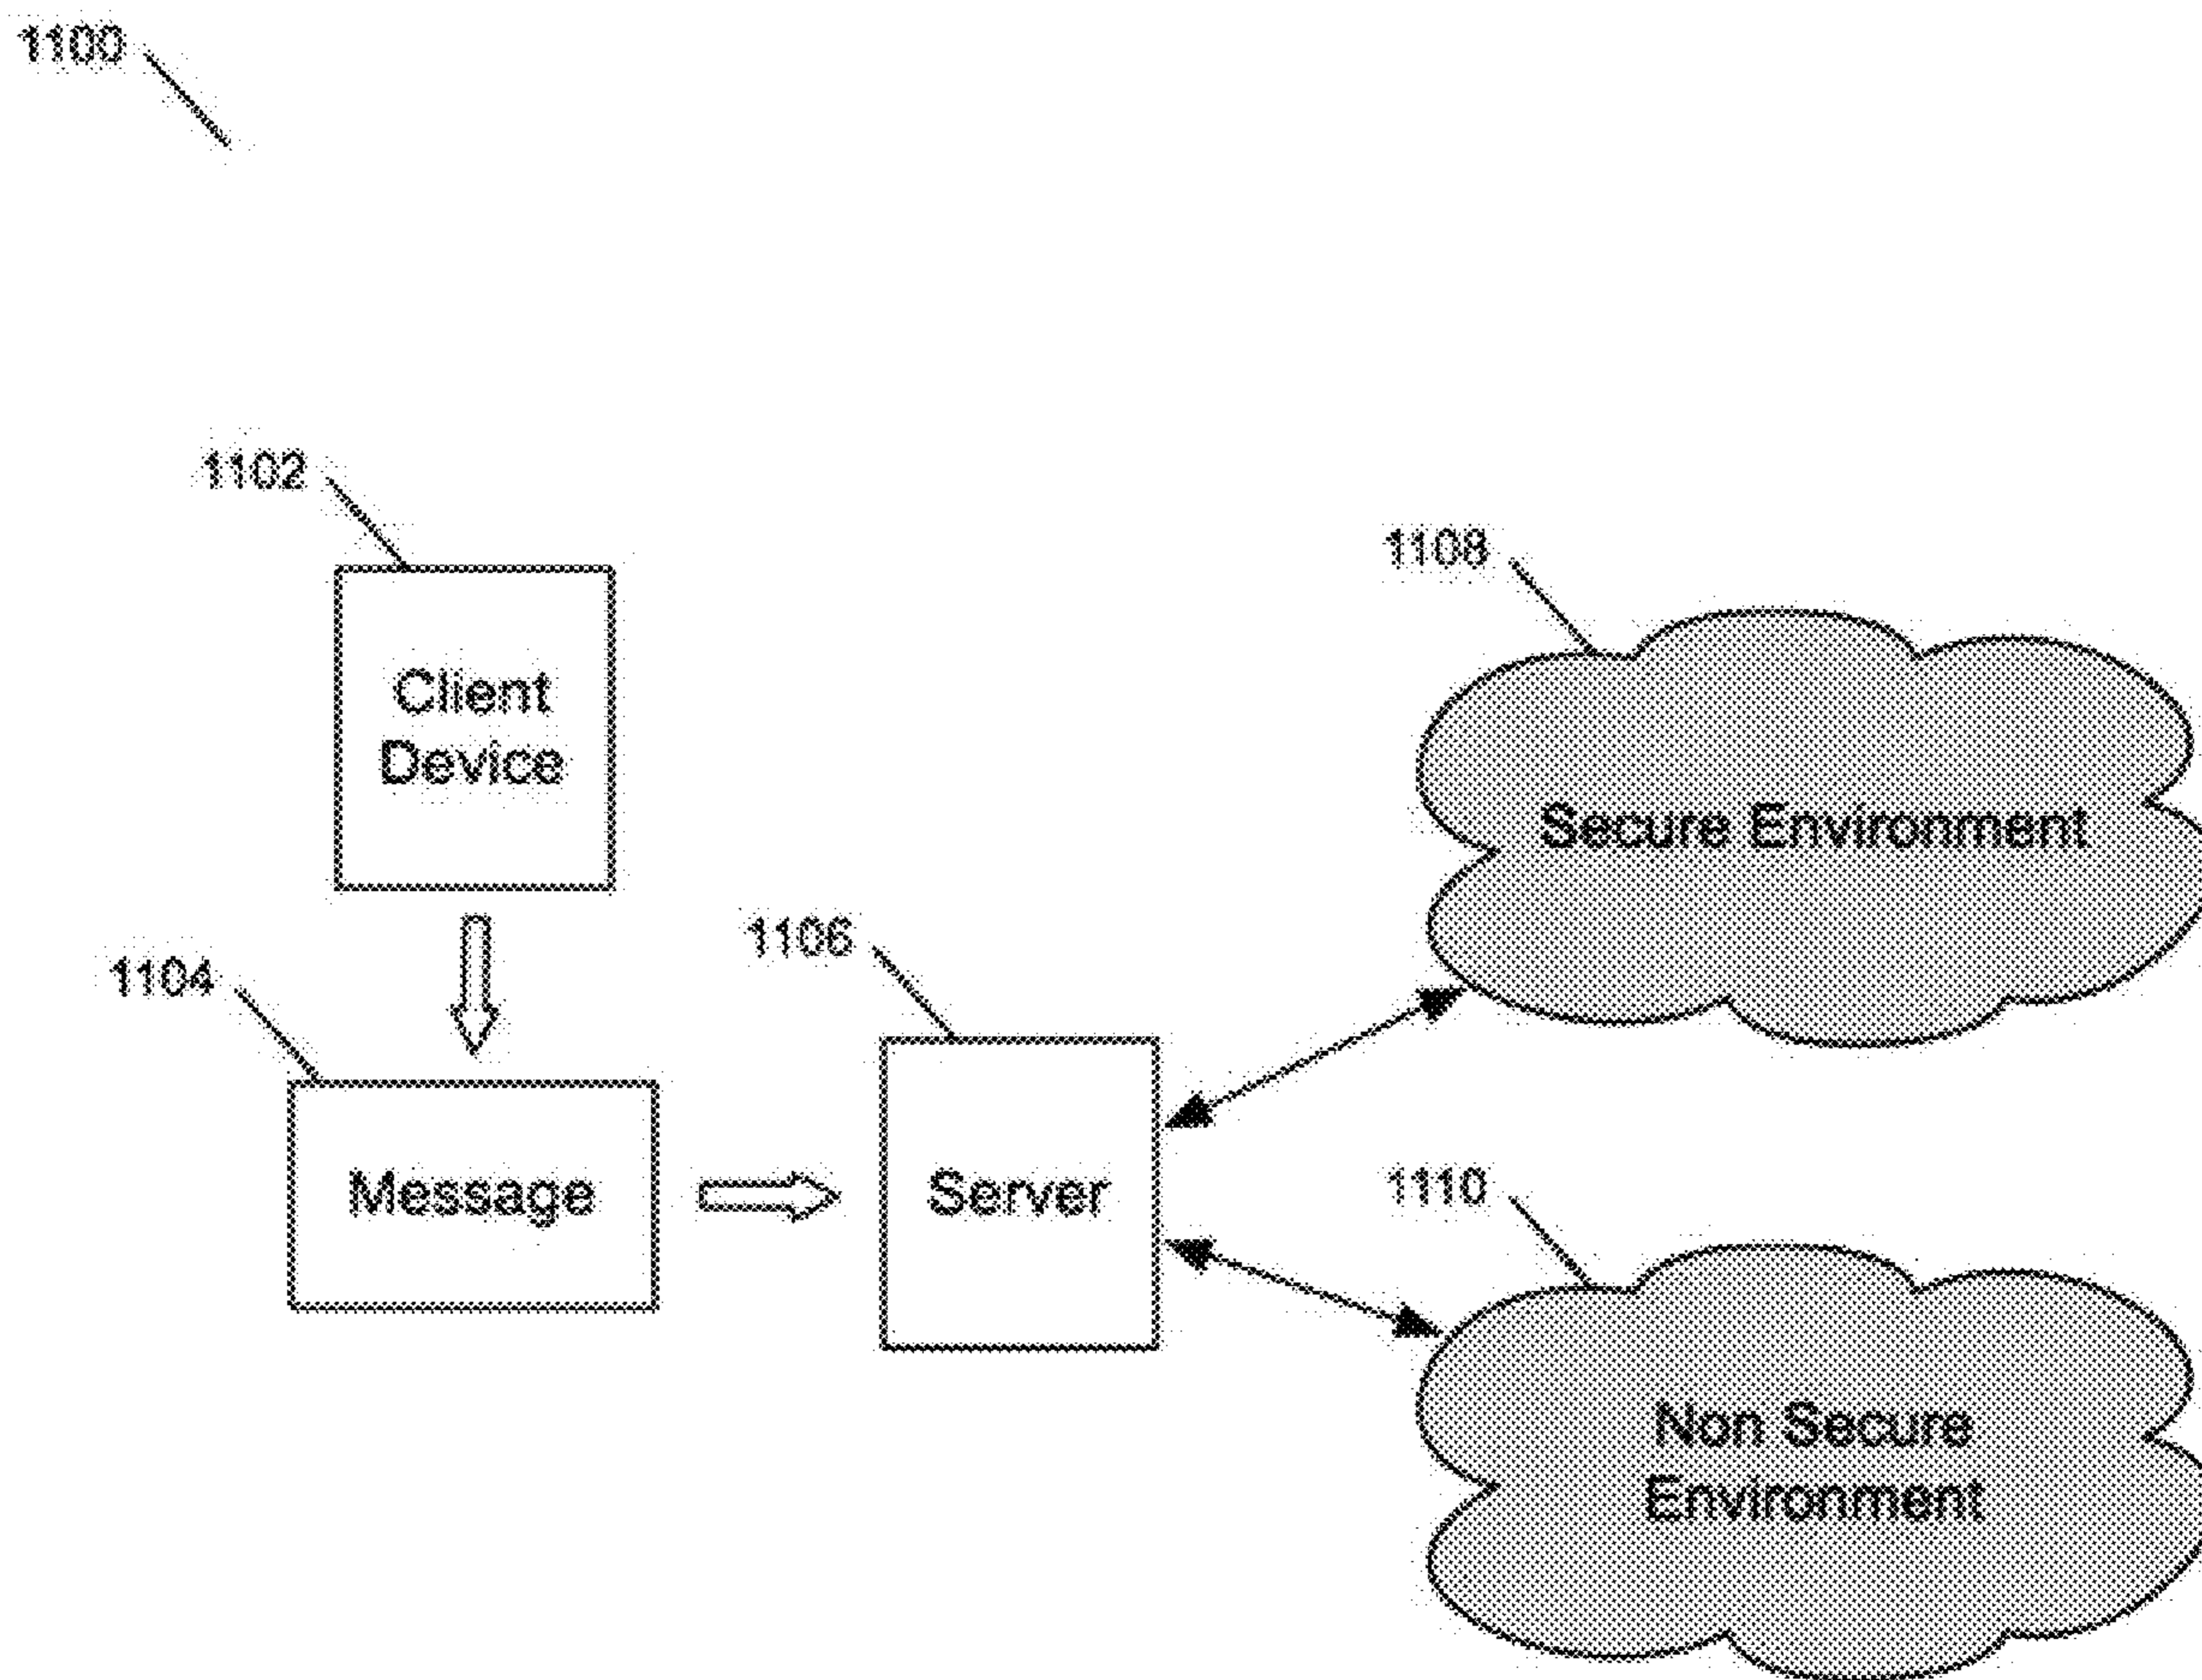 1100
1102
Client
Device
1108
Secure Environment
1104
Message
1106
Server
1110
Non Secure
Environment